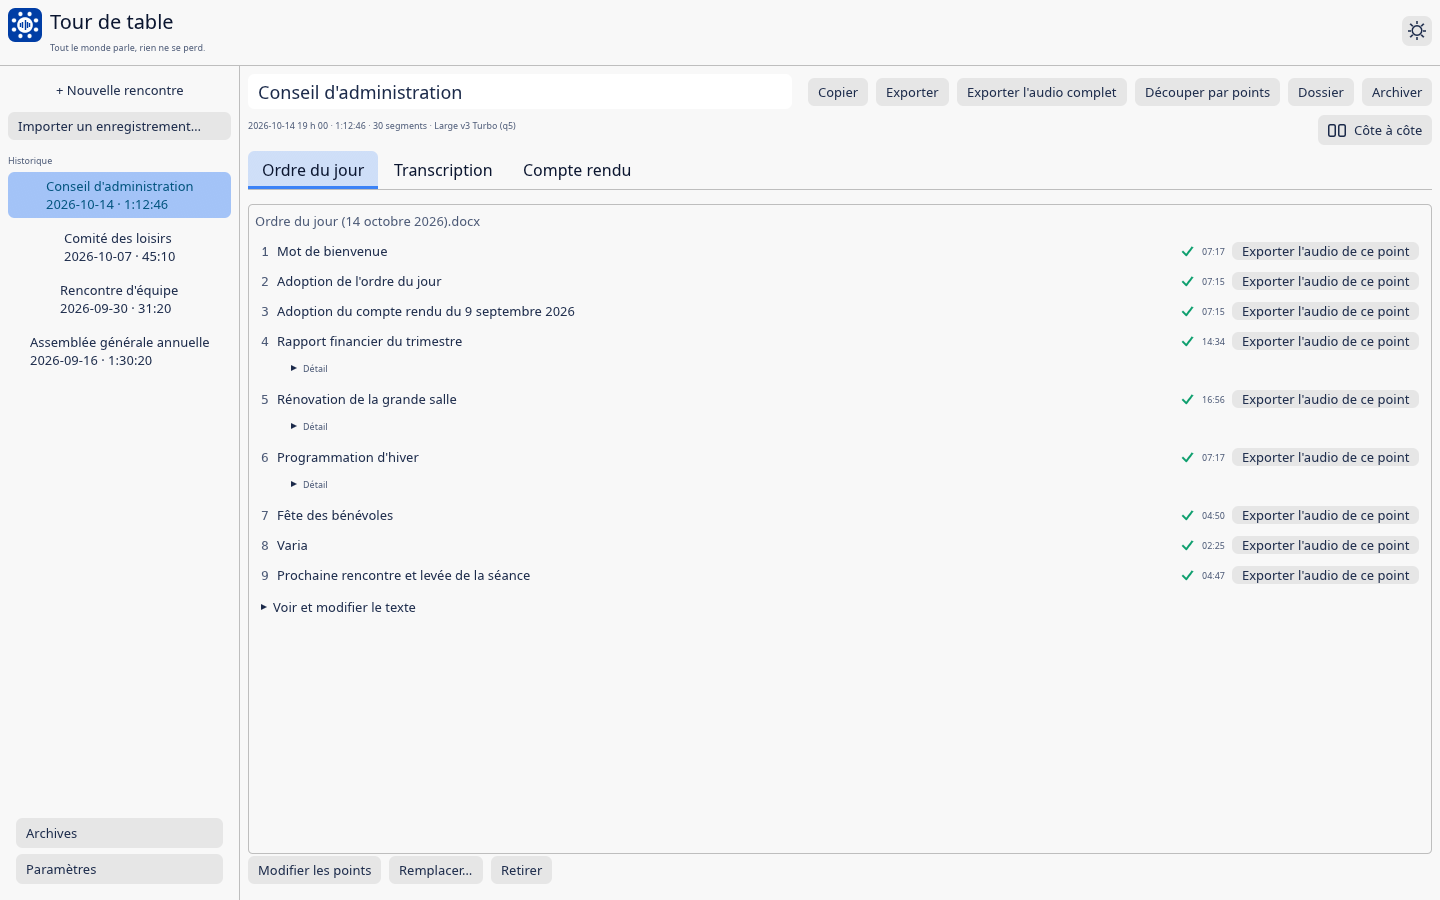 Tour de table
Tout le monde parle, rien ne se perd.
+ Nouvelle rencontre
Importer un enregistrement...
Historique
Conseil d'administration
2026-10-14 · 1:12:46
Comité des loisirs
2026-10-07 · 45:10
Rencontre d'équipe
2026-09-30 · 31:20
Assemblée générale annuelle
2026-09-16 · 1:30:20
Archives
Paramètres
Conseil d'administration
Copier Exporter Exporter l'audio complet Découper par points Dossier Archiver
2026-10-14 19 h 00 · 1:12:46 · 30 segments · Large v3 Turbo (q5)
Côte à côte
Ordre du jour Transcription Compte rendu
Ordre du jour (14 octobre 2026).docx
1 Mot de bienvenue 07:17 Exporter l'audio de ce point
2 Adoption de l'ordre du jour 07:15 Exporter l'audio de ce point
3 Adoption du compte rendu du 9 septembre 2026 07:15 Exporter l'audio de ce point
4 Rapport financier du trimestre 14:34 Exporter l'audio de ce point
Détail
5 Rénovation de la grande salle 16:56 Exporter l'audio de ce point
Détail
6 Programmation d'hiver 07:17 Exporter l'audio de ce point
Détail
7 Fête des bénévoles 04:50 Exporter l'audio de ce point
8 Varia 02:25 Exporter l'audio de ce point
9 Prochaine rencontre et levée de la séance 04:47 Exporter l'audio de ce point
Voir et modifier le texte
Modifier les points Remplacer... Retirer